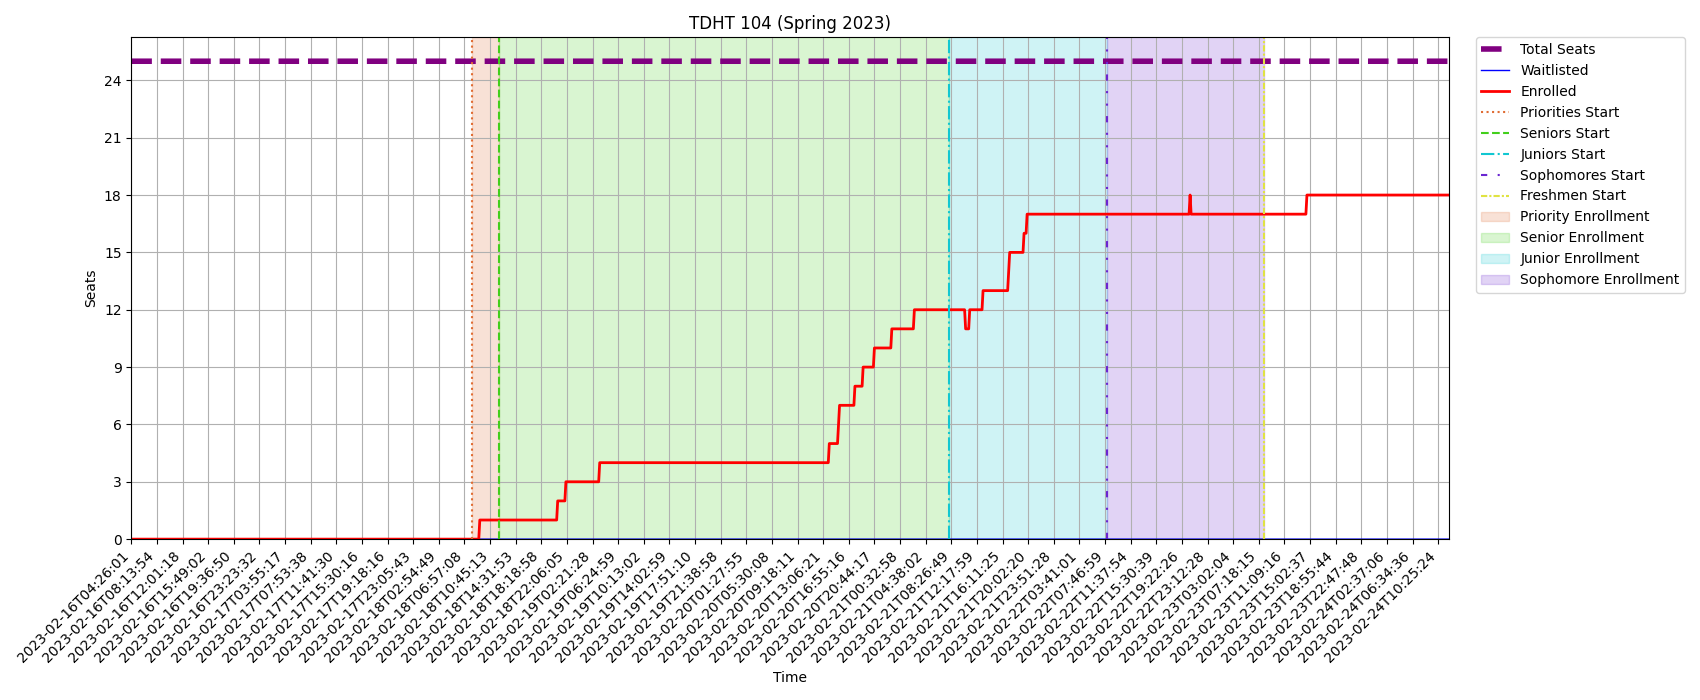 TDHT 104 (Spring 2023)
Seats
24
21
18
15
12
9
6
3
0
2023-02-16T04:26:01
2023-02-16T08:13:54
2023-02-16T12:01:18
2023-02-16T15:49:02
2023-02-16T19:36:50
2023-02-16T23:23:32
2023-02-17T03:55:17
2023-02-17T07:53:38
2023-02-17T11:41:30
2023-02-17T15:30:16
2023-02-17T19:18:16
2023-02-17T23:05:43
2023-02-18T02:54:49
2023-02-18T06:57:08
2023-02-18T10:45:13
2023-02-18T14:31:53
2023-02-18T18:18:58
2023-02-18T22:06:05
2023-02-19T02:21:28
2023-02-19T06:24:59
2023-02-19T10:13:02
2023-02-19T14:02:59
2023-02-19T17:51:10
2023-02-19T21:38:58
2023-02-20T01:27:55
2023-02-20T05:30:08
2023-02-20T09:18:11
2023-02-20T13:06:21
2023-02-20T16:55:16
2023-02-20T20:44:17
2023-02-21T00:32:58
2023-02-21T04:38:02
2023-02-21T08:26:49
2023-02-21T12:17:59
2023-02-21T16:11:25
2023-02-21T20:02:20
2023-02-21T23:51:28
2023-02-22T03:41:01
2023-02-22T07:46:59
2023-02-22T11:37:54
2023-02-22T15:30:39
2023-02-22T19:22:26
2023-02-22T23:12:28
2023-02-23T03:02:04
2023-02-23T07:18:15
2023-02-23T11:09:16
2023-02-23T15:02:37
2023-02-23T18:55:44
2023-02-23T22:47:48
2023-02-24T02:37:06
2023-02-24T06:34:36
2023-02-24T10:25:24
Time
Total Seats
Waitlisted
Enrolled
Priorities Start
Seniors Start
Juniors Start
Sophomores Start
Freshmen Start
Priority Enrollment
Senior Enrollment
Junior Enrollment
Sophomore Enrollment